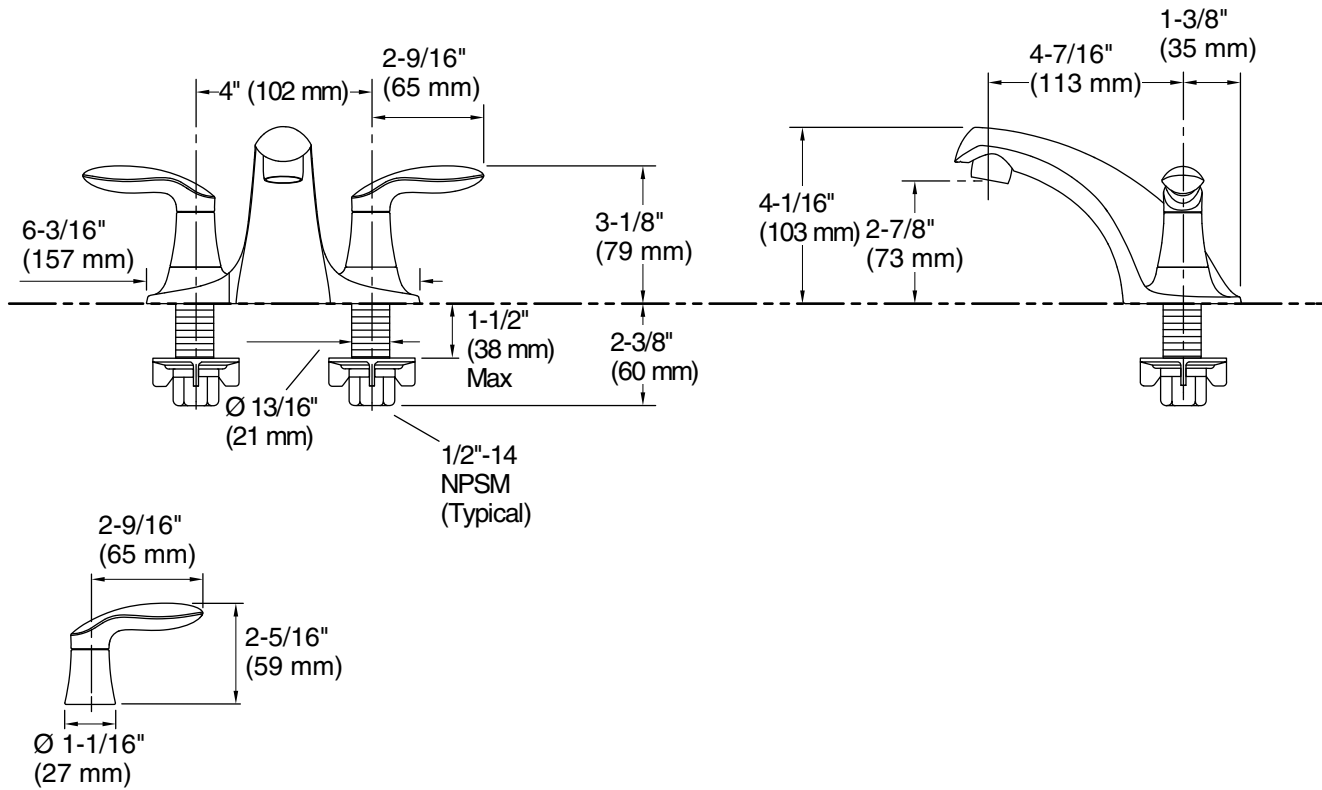 4" (102 mm)
2-9/16"
(65 mm)
6-3/16"
(157 mm)
3-1/8"
(79 mm)
1-1/2"
(38 mm)
Max
2-3/8"
(60 mm)
Ø 13/16"
(21 mm)
1/2"-14
NPSM
(Typical)
1-3/8"
(35 mm)
4-7/16"
(113 mm)
4-1/16"
(103 mm)
2-7/8"
(73 mm)
2-9/16"
(65 mm)
2-5/16"
(59 mm)
Ø 1-1/16"
(27 mm)